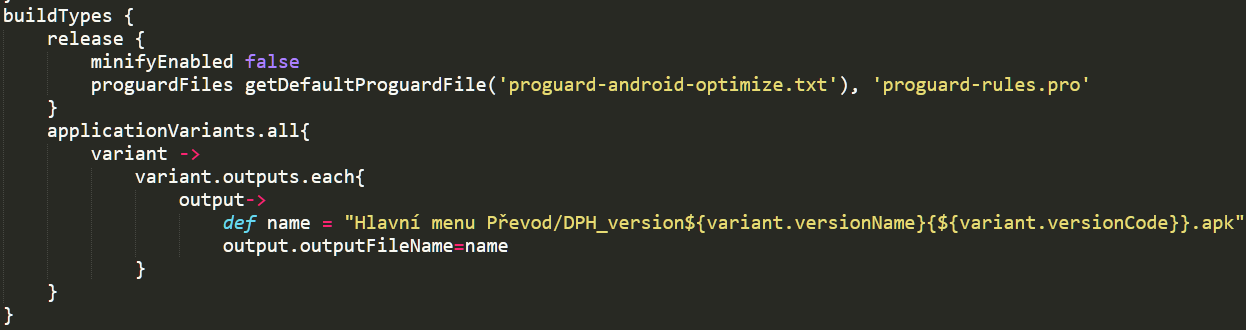 buildTypes {
release {
minifyEnabled false
proguardFiles getDefaultProguardFile('proguard-android-optimize.txt'), 'proguard-rules.pro'
}
applicationVariants.all{
variant ->
variant.outputs.each{
output->
def name = "Hlavní menu Převod/DPH_version${variant.versionName}{${variant.versionCode}}.apk"
output.outputFileName=name
}
}
}